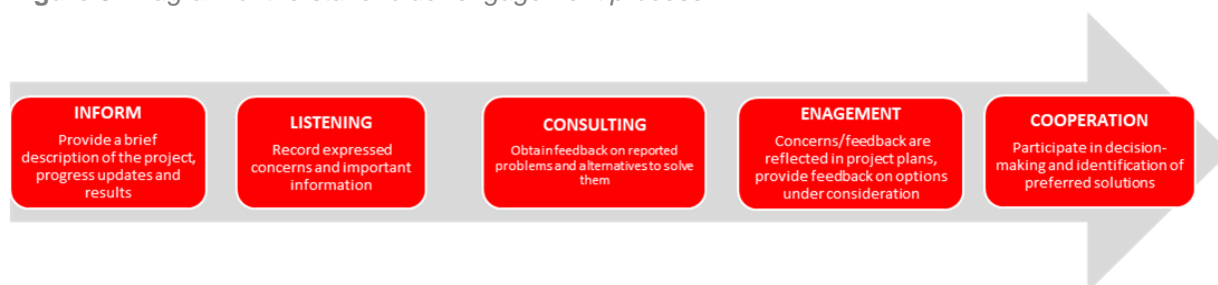 INFORM
Provide a brief
description of the project,
progress updates and
results
LISTENING
Record expressed
concerns and important
information
CONSULTING
Obtain feedback on reported
problems and alternatives to solve
them
ENAGEMENT
Concerns/feedback are
reflected in project plans,
provide feedback on options
under consideration
COOPERATION
Participate in decision-
making and identification of
preferred solutions